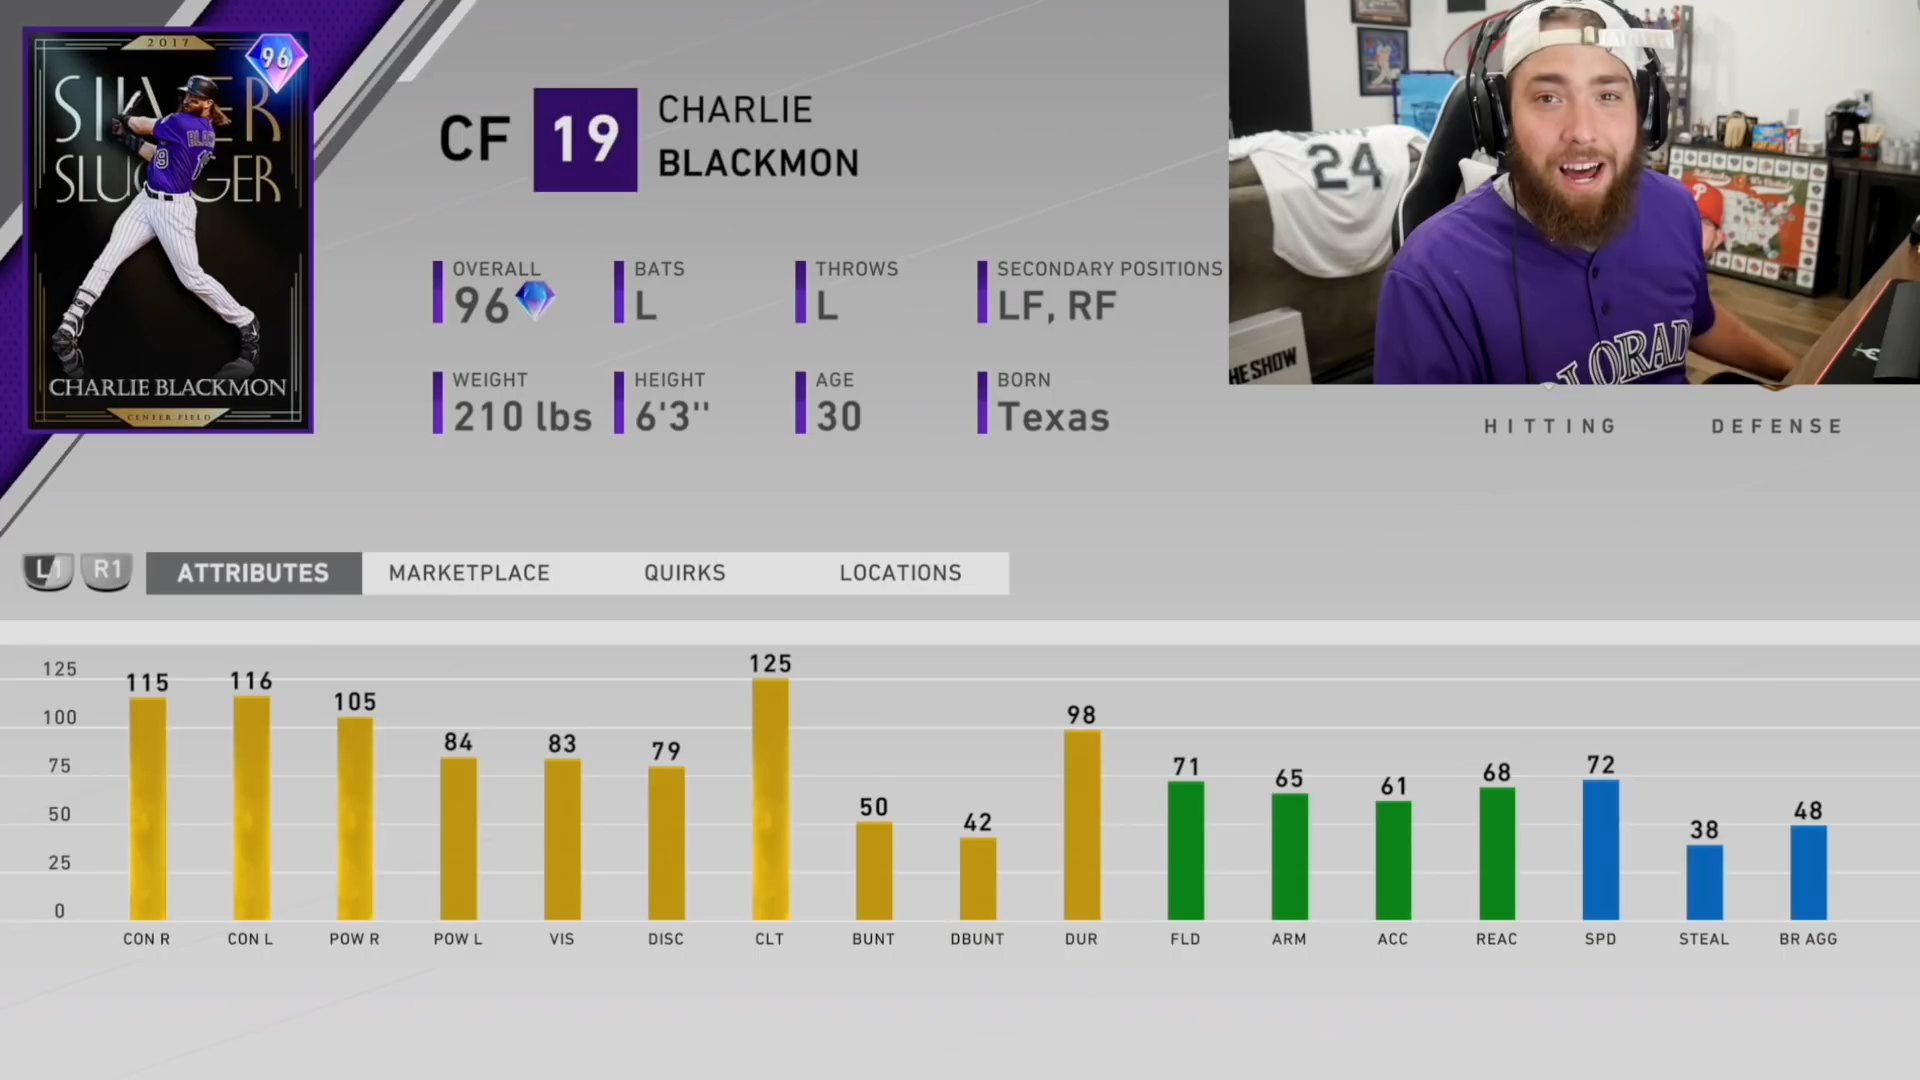 2017
96
SILVER
SLUGGER
19
CHARLIE BLACKMON
CENTER FIELD
CF
19
CHARLIE
BLACKMON
OVERALL
96
BATS
L
THROWS
L
SECONDARY POSITIONS
LF, RF
WEIGHT
210 lbs
HEIGHT
6'3"
AGE
30
BORN
Texas
24
HE SHOW
LORAD
HITTING
DEFENSE
L1
R1
ATTRIBUTES
MARKETPLACE
QUIRKS
LOCATIONS
125
100
75
50
25
0
115
116
105
84
83
79
125
50
42
98
71
65
61
68
72
38
48
CON R
CON L
POW R
POW L
VIS
DISC
CLT
BUNT
DBUNT
DUR
FLD
ARM
ACC
REAC
SPD
STEAL
BR AGG